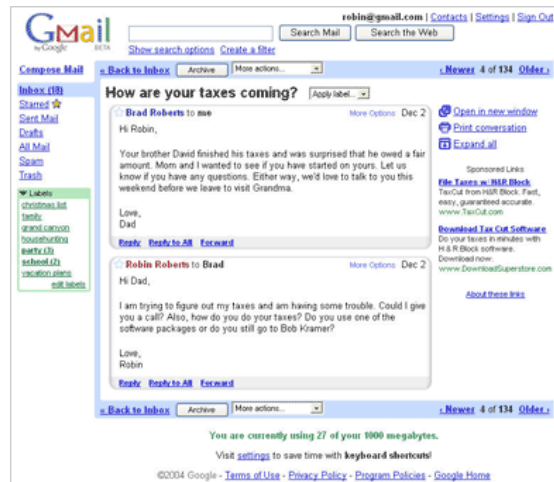 robin@gmail.com | Contacts | Settings | Sign Out
Gmail
by Google BETA
Search Mail Search the Web
Show search options Create a filter
Compose Mail
« Back to Inbox Archive More actions... ‹ Newer 4 of 134 Older ›
Inbox (18)
Starred
Sent Mail
Drafts
All Mail
Spam
Trash
Labels
christmas list
family
grand canyon
househunting
party (3)
school (2)
vacation plans
edit labels
How are your taxes coming? Apply label...
Brad Roberts to me More Options Dec 2
Hi Robin,
Your brother David finished his taxes and was surprised that he owed a fair
amount. Mom and I wanted to see if you have started on yours. Let us
know if you have any questions. Either way, we'd love to talk to you this
weekend before we leave to visit Grandma.
Love,
Dad
Reply Reply to All Forward
Robin Roberts to Brad More Options Dec 2
Hi Dad,
I am trying to figure out my taxes and am having some trouble. Could I give
you a call? Also, how do you do your taxes? Do you use one of the
software packages or do you still go to Bob Kramer?
Love,
Robin
Reply Reply to All Forward
Open in new window
Print conversation
Expand all
Sponsored Links
File Taxes w/ H&R Block
TaxCut from H&R Block. Fast,
easy, guaranteed accurate.
www.TaxCut.com
Download Tax Cut Software
Do your taxes in minutes with
H & R Block software.
Download now.
www.DownloadSuperstore.com
About these links
« Back to Inbox Archive More actions... ‹ Newer 4 of 134 Older ›
You are currently using 27 of your 1000 megabytes.
Visit settings to save time with keyboard shortcuts!
©2004 Google - Terms of Use - Privacy Policy - Program Policies - Google Home